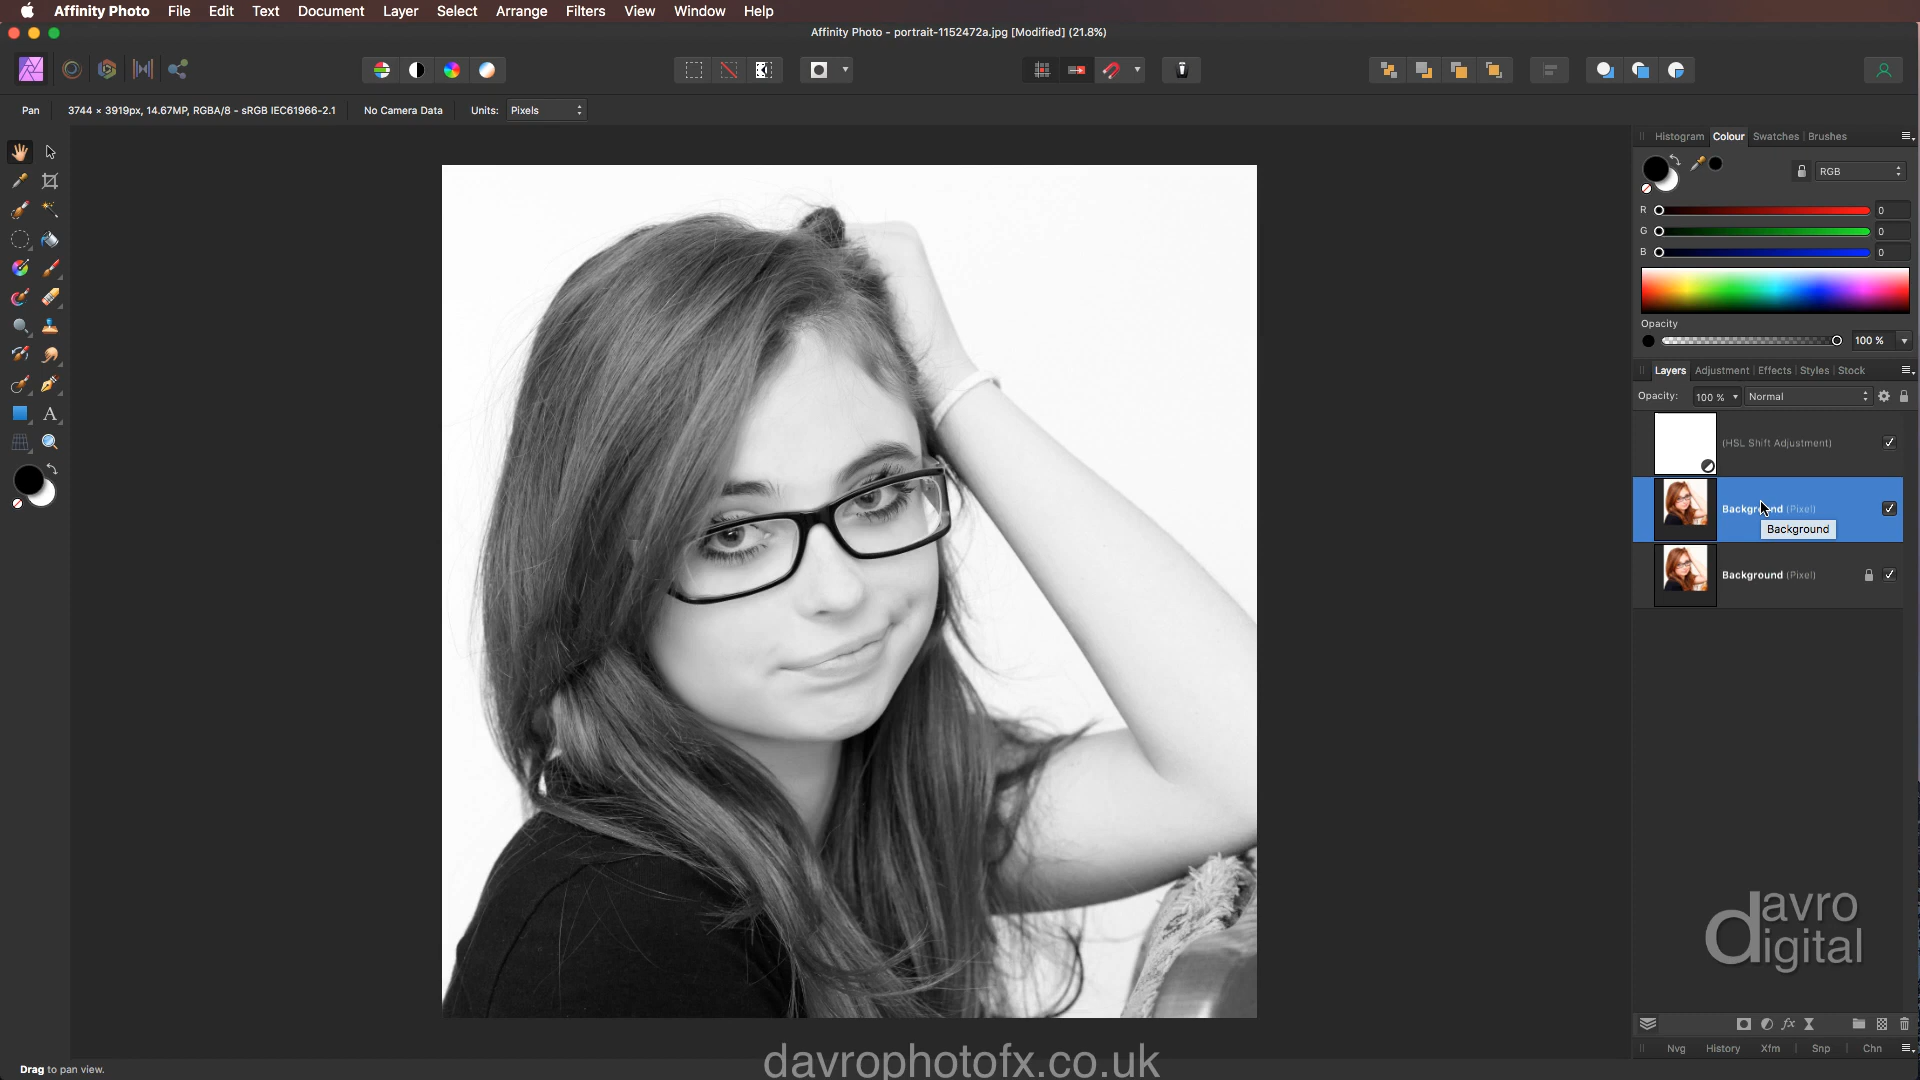 Affinity Photo File Edit Text Document Layer Select Arrange Filters View Window Help
Affinity Photo - portrait-1152472a.jpg [Modified] (21.8%)
Pan 3744 × 3919px, 14.67MP, RGBA/8 - sRGB IEC61966-2.1 No Camera Data Units: Pixels
Histogram Colour Swatches Brushes
RGB
R 0
G 0
B 0
Opacity
100 %
Layers Adjustment Effects Styles Stock
Opacity: 100 % Normal
(HSL Shift Adjustment)
Background (Pixel)
Background
Background (Pixel)
A
davro
digital
fx
Nvg History Xfm Snp Chn
davrophotofx.co.uk
Drag to pan view.